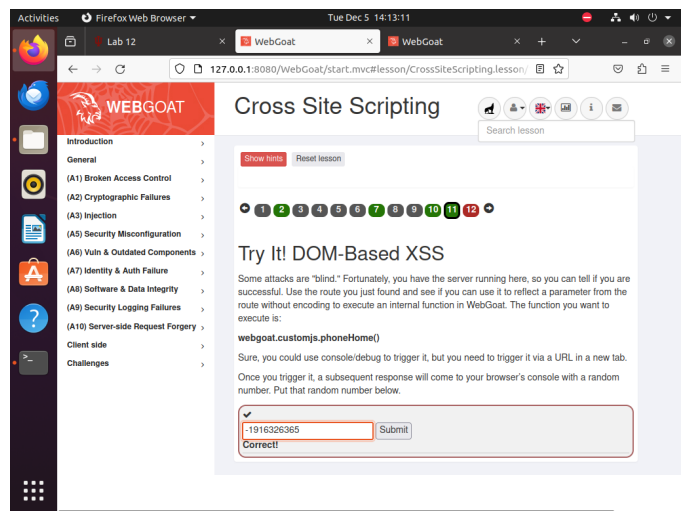 Activities
Firefox Web Browser
Tue Dec 5 14:13:11
Lab 12
WebGoat
WebGoat
127.0.0.1:8080/WebGoat/start.mvc#lesson/CrossSiteScripting.lesson/
WEBGOAT
Cross Site Scripting
Search lesson
Introduction
General
(A1) Broken Access Control
(A2) Cryptographic Failures
(A3) Injection
(A5) Security Misconfiguration
(A6) Vuln & Outdated Components
(A7) Identity & Auth Failure
(A8) Software & Data Integrity
(A9) Security Logging Failures
(A10) Server-side Request Forgery
Client side
Challenges
Show hints
Reset lesson
1 2 3 4 5 6 7 8 9 10 11 12
Try It! DOM-Based XSS
Some attacks are "blind." Fortunately, you have the server running here, so you can tell if you are
successful. Use the route you just found and see if you can use it to reflect a parameter from the
route without encoding to execute an internal function in WebGoat. The function you want to
execute is:
webgoat.customjs.phoneHome()
Sure, you could use console/debug to trigger it, but you need to trigger it via a URL in a new tab.
Once you trigger it, a subsequent response will come to your browser's console with a random
number. Put that random number below.
-1916326365
Submit
Correct!